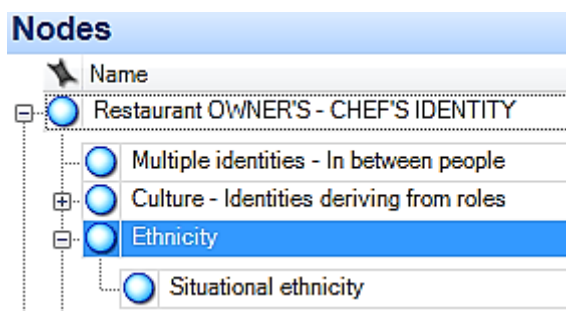 Nodes
Name
Restaurant OWNER'S - CHEF'S IDENTITY
Multiple identities - In between people
Culture - Identities deriving from roles
Ethnicity
Situational ethnicity